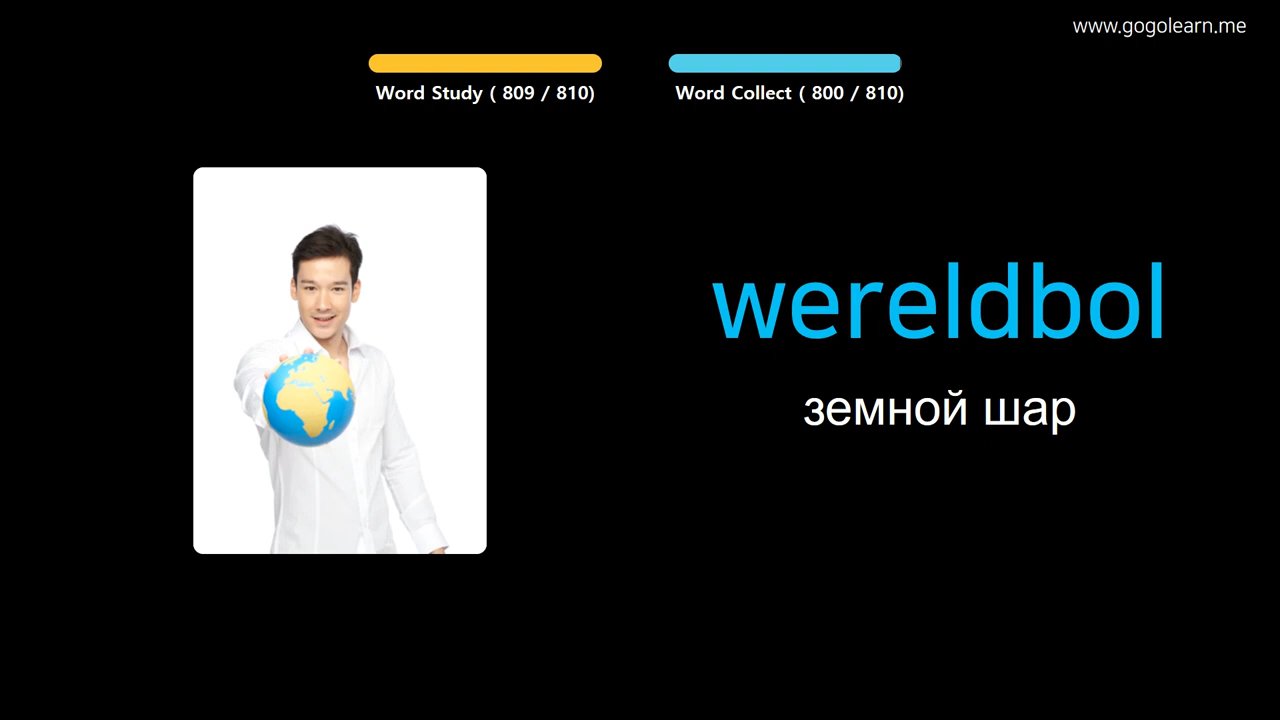 www.gogolearn.me
Word Study ( 809 / 810)
Word Collect ( 800 / 810)
wereldbol
земной шар